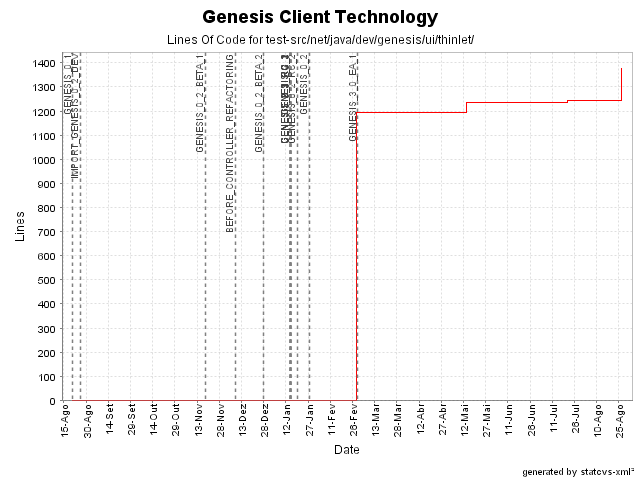 Genesis Client Technology
Lines Of Code for test-src/net/java/dev/genesis/ui/thinlet/
Lines
1400
1300
1200
1100
1000
900
800
700
600
500
400
300
200
100
0
GENESIS_0_1
IMPORT_GENESIS_0_2_DEV
GENESIS_0_2_BETA_1
BEFORE_CONTROLLER_REFACTORING
GENESIS_0_2_BETA_2
GENESIS_0_2
GENESIS_3_0_EA_1
15-Ago
30-Ago
14-Set
29-Set
14-Out
29-Out
13-Nov
28-Nov
13-Dez
28-Dez
12-Jan
27-Jan
11-Fev
26-Fev
13-Mar
28-Mar
12-Abr
27-Abr
12-Mai
27-Mai
11-Jun
26-Jun
11-Jul
26-Jul
10-Ago
25-Ago
Date
generated by statcvs-xml²